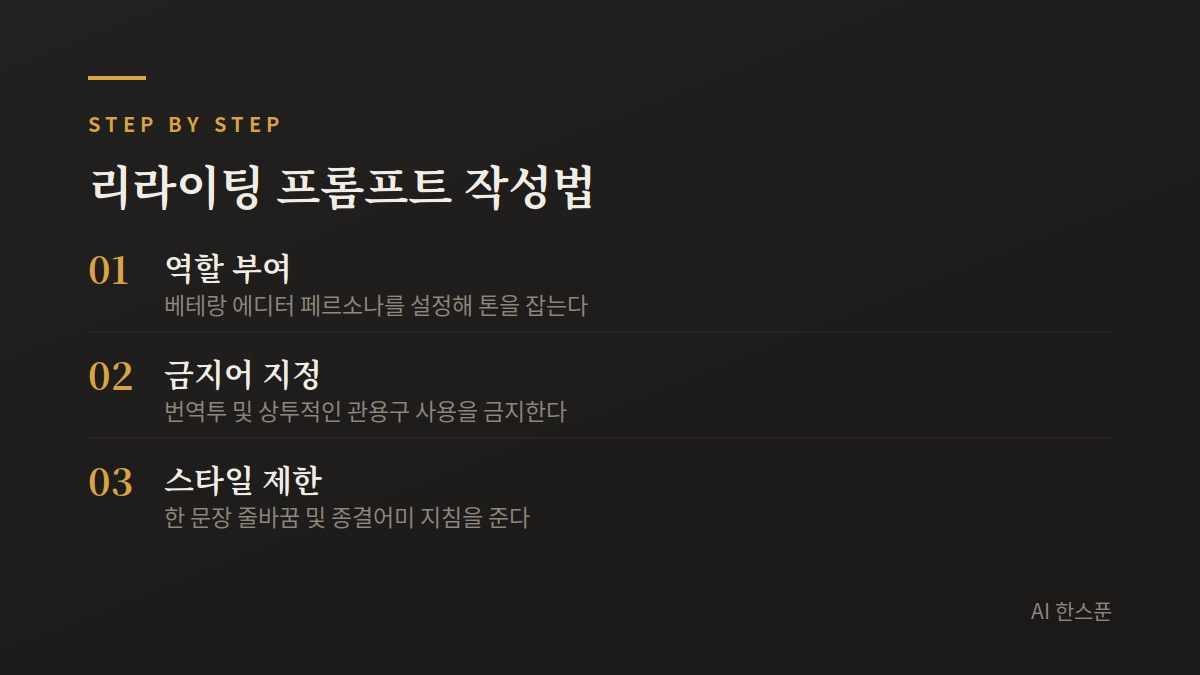 STEP BY STEP
리라이팅 프롬프트 작성법
01 역할 부여
베테랑 에디터 페르소나를 설정해 톤을 잡는다
02 금지어 지정
번역투 및 상투적인 관용구 사용을 금지한다
03 스타일 제한
한 문장 줄바꿈 및 종결어미 지침을 준다
AI 한스푼